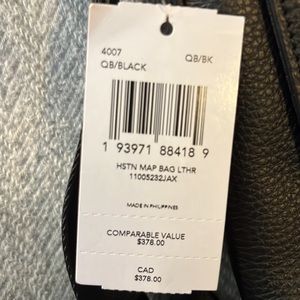 4007
QB/BLACK QB/BK
1 93971 88418 9
HSTN MAP BAG LTHR
11005232JAX
MADE IN PHILIPPINES
COMPARABLE VALUE
$378.00
CAD
$378.00